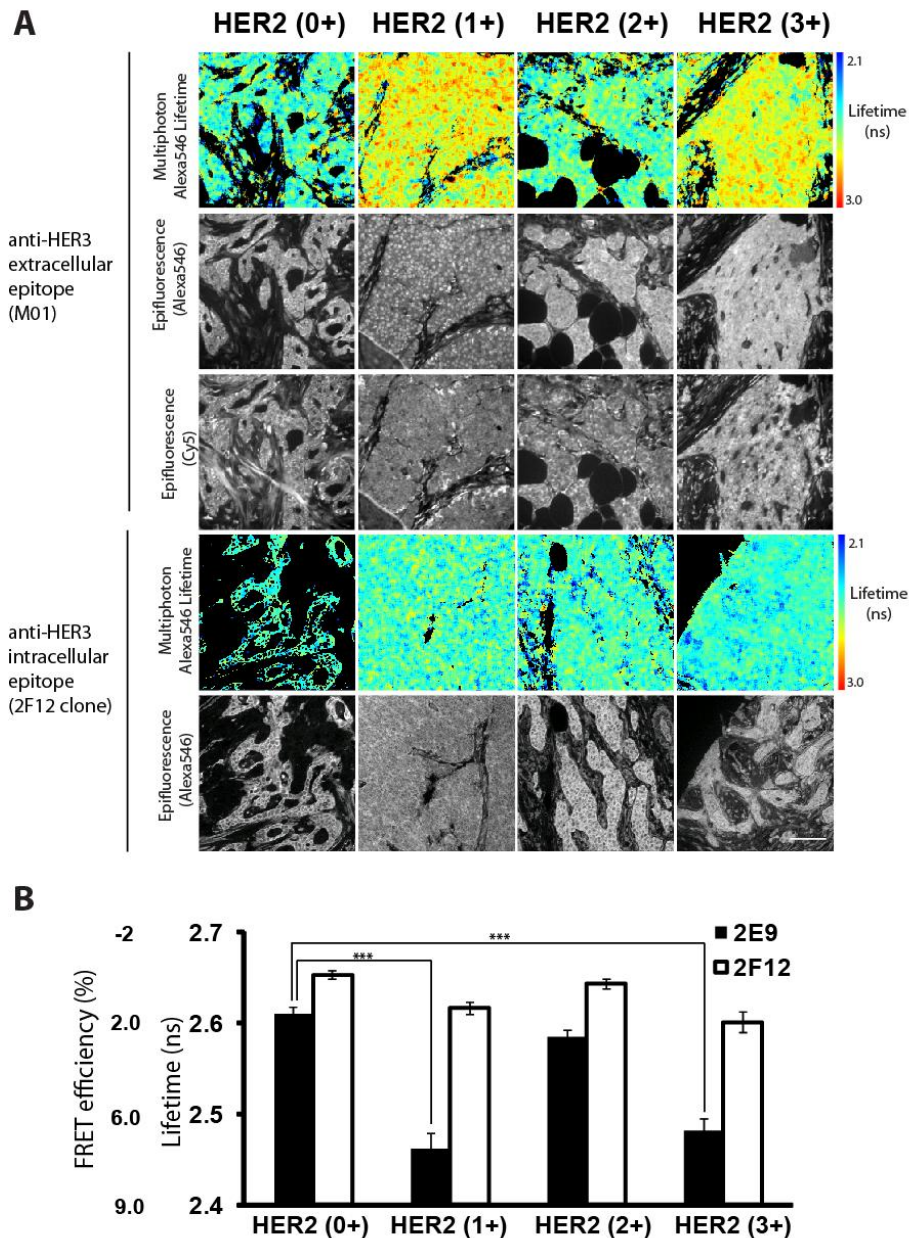 A
HER2 (0+) HER2 (1+) HER2 (2+) HER2 (3+)
anti-HER3
extracellular
epitope
(M01)
Multiphoton
Alexa546 Lifetime
2.1
Lifetime
(ns)
3.0
Epifluorescence
(Alexa546)
Epifluorescence
(Cy5)
anti-HER3
intracellular
epitope
(2F12 clone)
Multiphoton
Alexa546 Lifetime
2.1
Lifetime
(ns)
3.0
Epifluorescence
(Alexa546)
B
FRET efficiency (%)
-2
2.0
6.0
9.0
Lifetime (ns)
2.7
2.6
2.5
2.4
***
***
2E9
2F12
HER2 (0+) HER2 (1+) HER2 (2+) HER2 (3+)